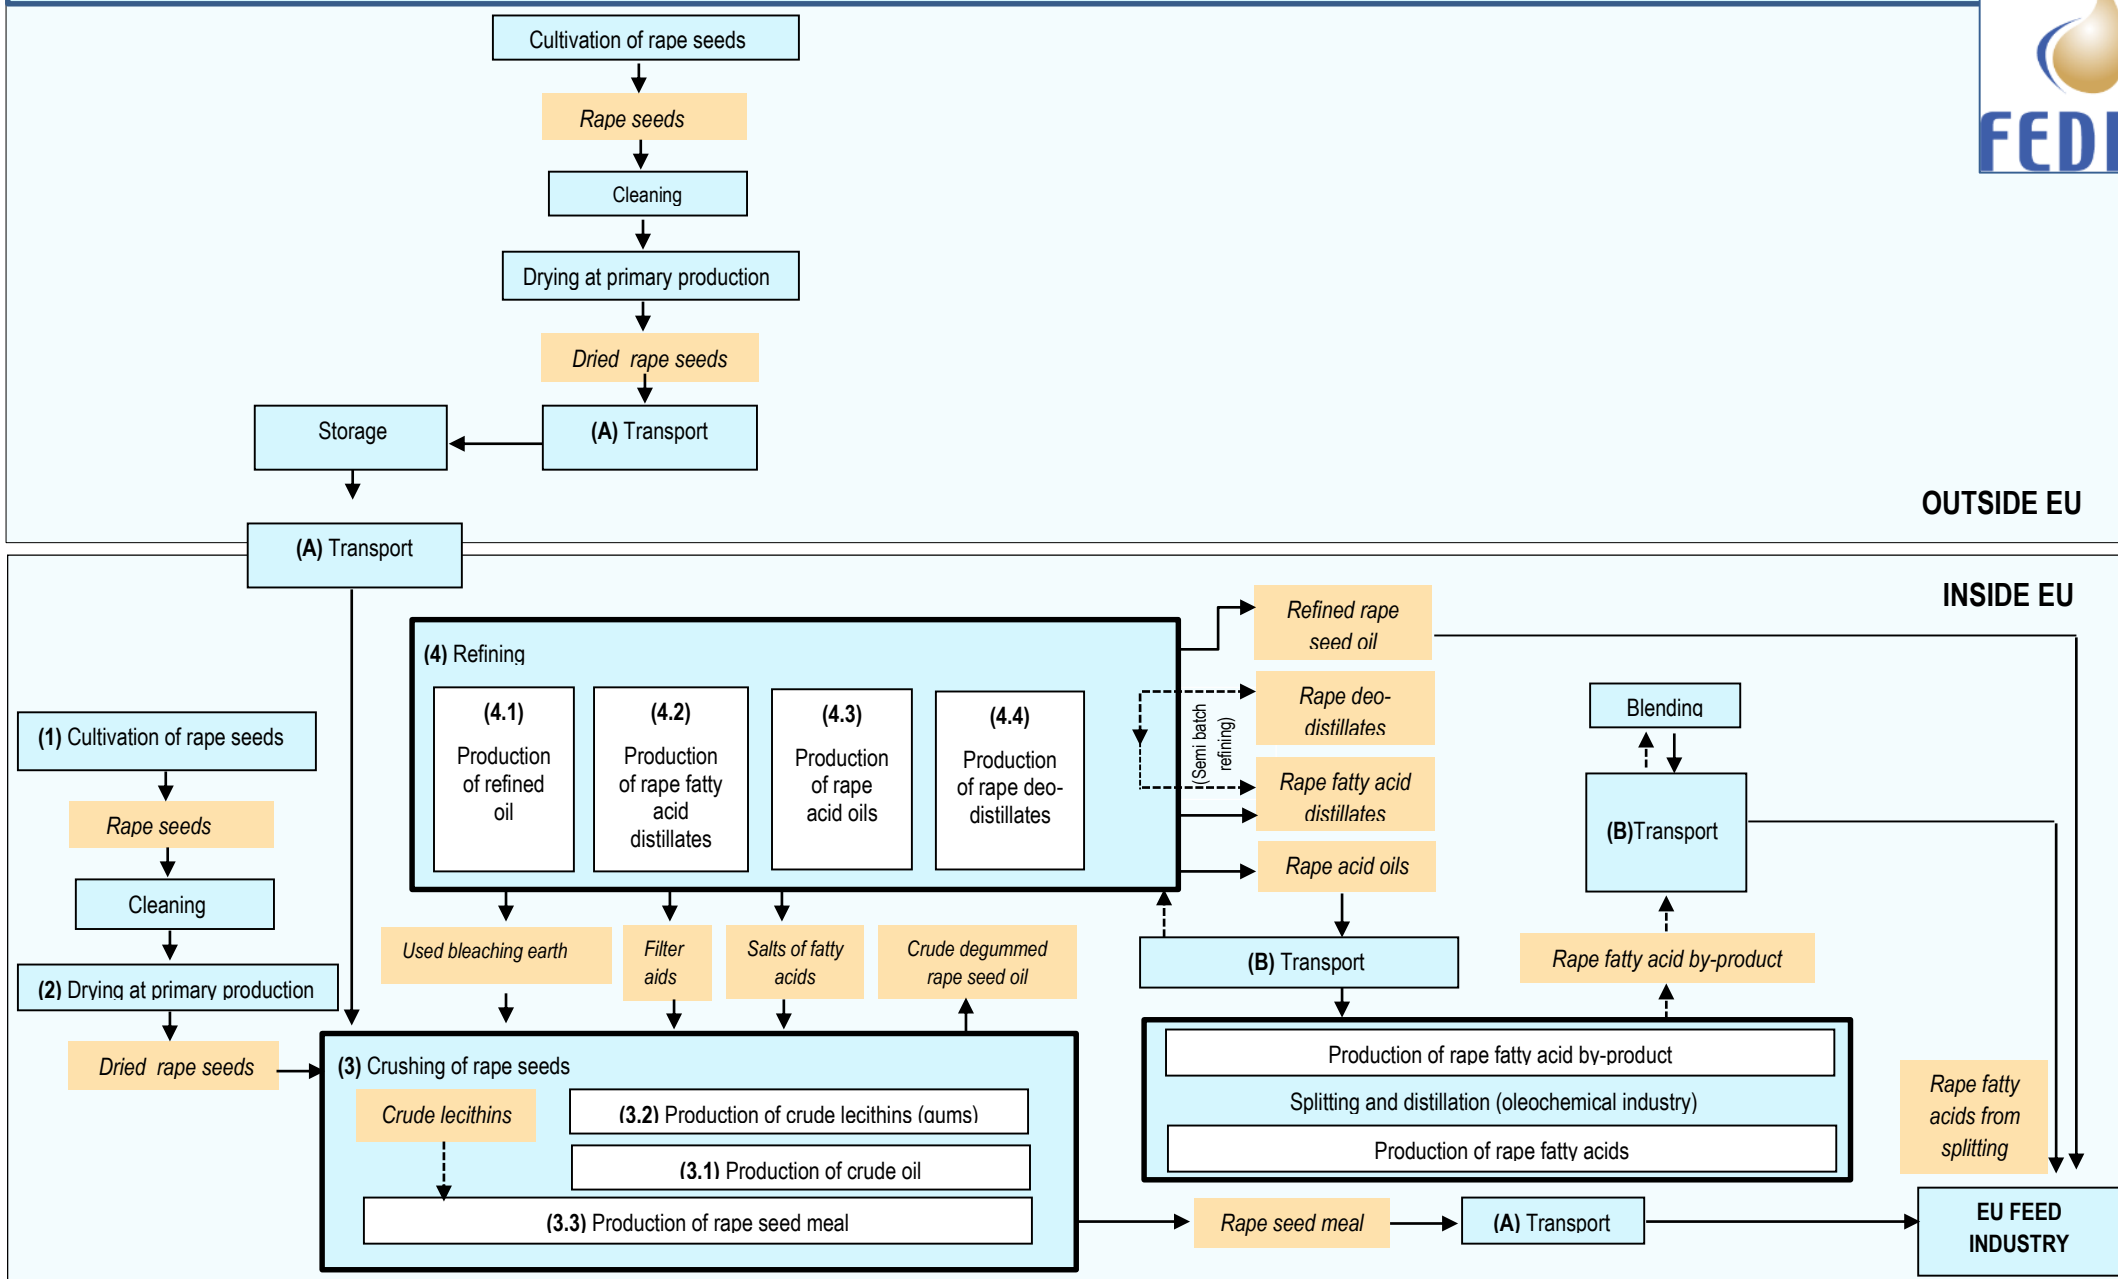 Cultivation of rape seeds
FEDI
Rape seeds
Cleaning
Drying at primary production
Dried rape seeds
Storage
(A) Transport
OUTSIDE EU
(A) Transport
INSIDE EU
Refined rape
seed oil
(4) Refining
(4.1)
Production
of refined
oil
(4.2)
Production
of rape fatty
acid
distillates
(4.3)
Production
of rape
acid oils
(4.4)
Production
of rape deo-
distillates
(Semi batch
refining)
Rape deo-
distillates
Rape fatty acid
distillates
Rape acid oils
Blending
(B)Transport
(1) Cultivation of rape seeds
Rape seeds
Cleaning
(2) Drying at primary production
Dried rape seeds
Used bleaching earth
Filter
aids
Salts of fatty
acids
Crude degummed
rape seed oil
(B) Transport
Rape fatty acid by-product
(3) Crushing of rape seeds
Crude lecithins
(3.2) Production of crude lecithins (gums)
(3.1) Production of crude oil
(3.3) Production of rape seed meal
Production of rape fatty acid by-product
Splitting and distillation (oleochemical industry)
Production of rape fatty acids
Rape fatty
acids from
splitting
Rape seed meal
(A) Transport
EU FEED
INDUSTRY